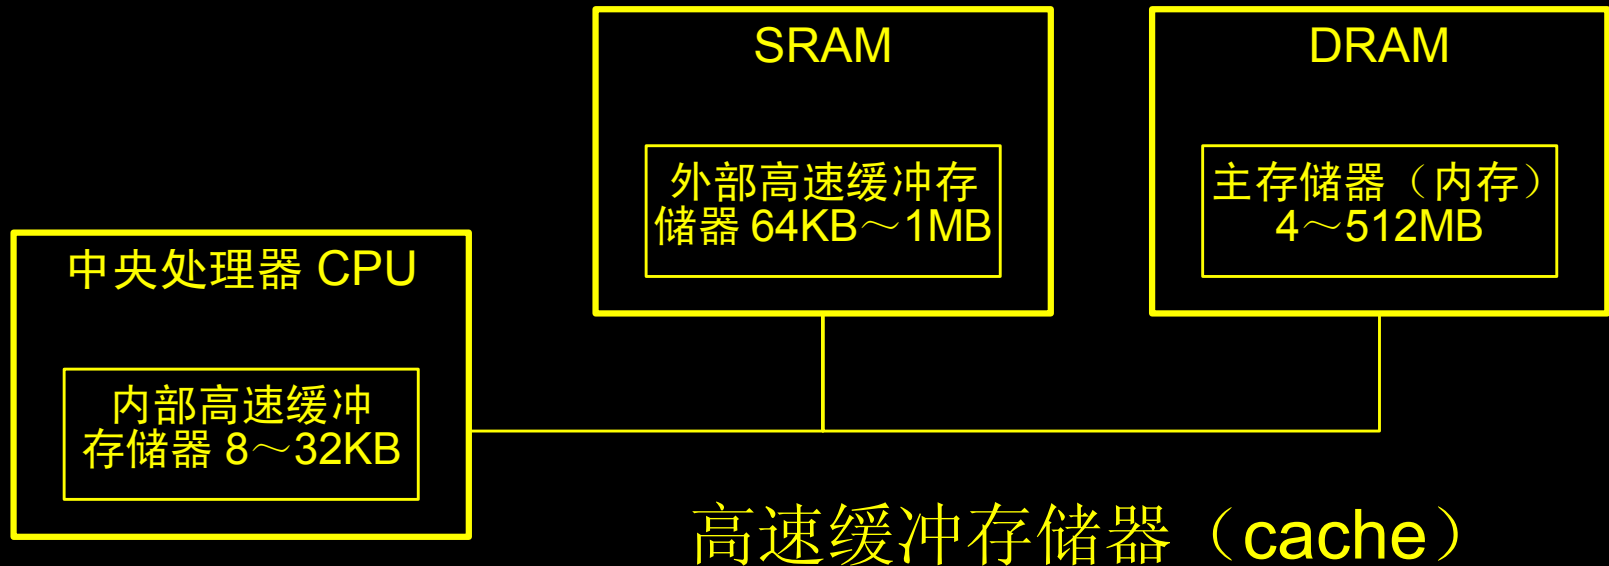 SRAM
外部高速缓冲存
储器 64KB～1MB
DRAM
主存储器（内存）
4～512MB
中央处理器 CPU
内部高速缓冲
存储器 8～32KB
高速缓冲存储器（cache）